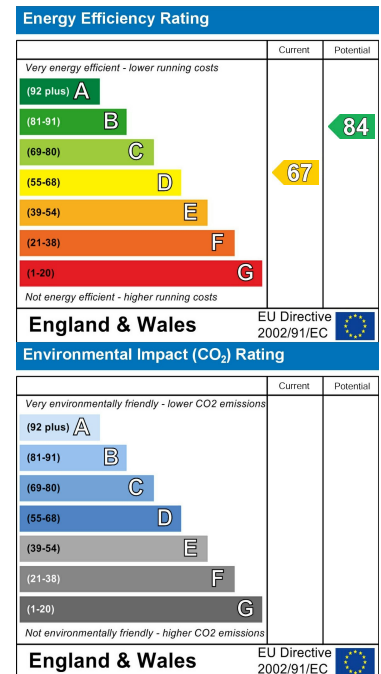 Energy Efficiency Rating
Current Potential
Very energy efficient - lower running costs
(92 plus) A
(81-91) B
84
(69-80) C
67
(55-68) D
(39-54) E
(21-38) F
(1-20) G
Not energy efficient - higher running costs
England & Wales
EU Directive
2002/91/EC
Environmental Impact (CO₂) Rating
Current Potential
Very environmentally friendly - lower CO2 emissions
(92 plus) A
(81-91) B
(69-80) C
(55-68) D
(39-54) E
(21-38) F
(1-20) G
Not environmentally friendly - higher CO2 emissions
England & Wales
EU Directive
2002/91/EC